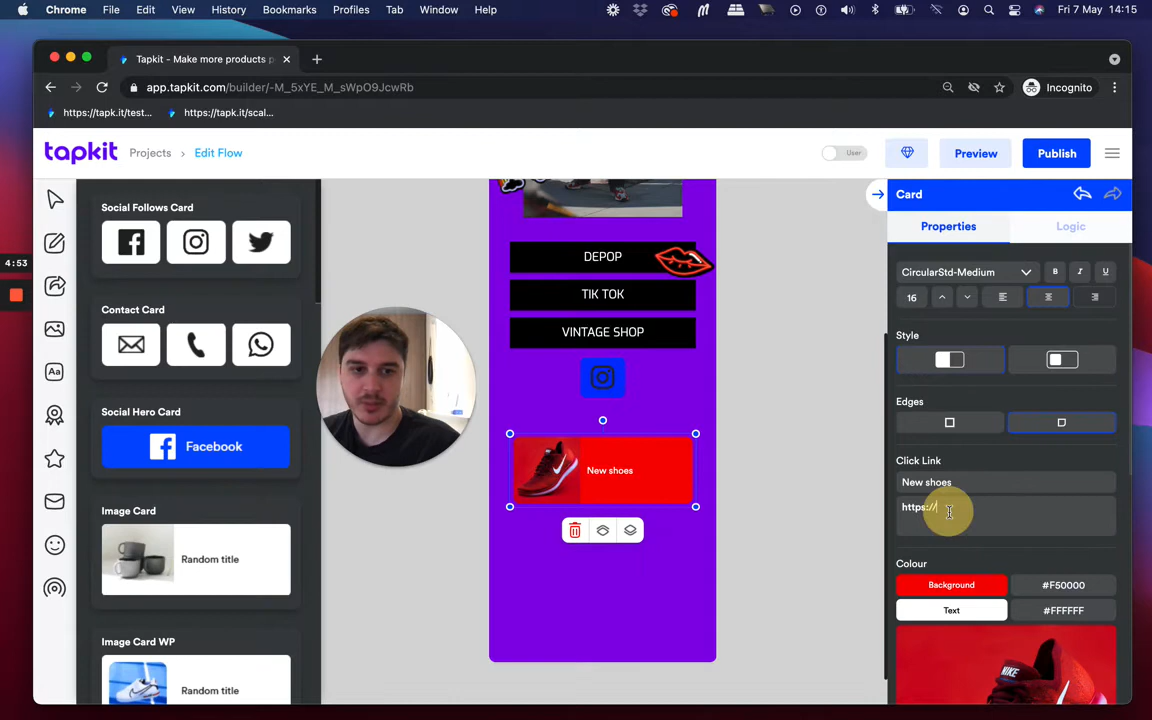 Chrome File Edit View History Bookmarks Profiles Tab Window Help Fri 7 May 14:15
Tapkit - Make more products p
app.tapkit.com/builder/-M_5xYE_M_sWpO9JcwRb Incognito
https://tapk.it/test... https://tapk.it/scal...
tapkit Projects > Edit Flow User Preview Publish
Card
Properties Logic
Social Follows Card
4:53
Contact Card
Social Hero Card
Facebook
Image Card
Random title
Image Card WP
Random title
Aa
DEPOP
TIK TOK
VINTAGE SHOP
New shoes
CircularStd-Medium B I U
16
Style
Edges
Click Link
New shoes
https://
Colour
Background #F50000
Text #FFFFFF
NIKE